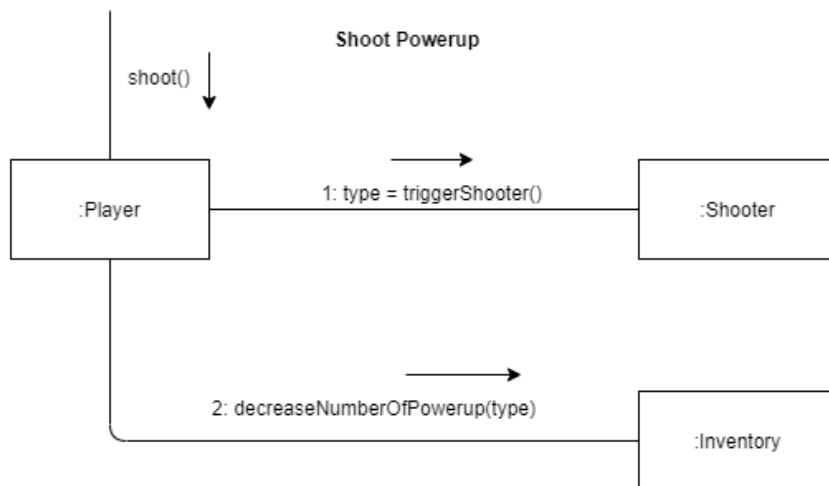 Shoot Powerup
shoot()
:Player
1: type = triggerShooter()
:Shooter
2: decreaseNumberOfPowerup(type)
:Inventory